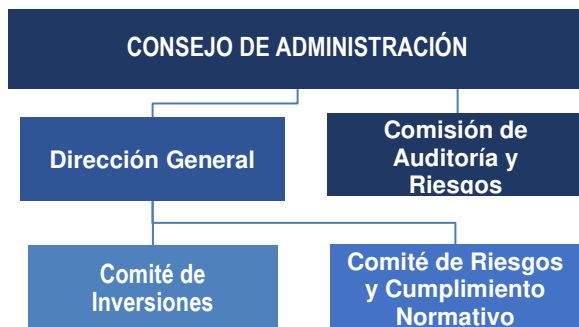 CONSEJO DE ADMINISTRACIÓN
Dirección General
Comisión de
Auditoría y
Riesgos
Comité de
Inversiones
Comité de Riesgos
y Cumplimiento
Normativo